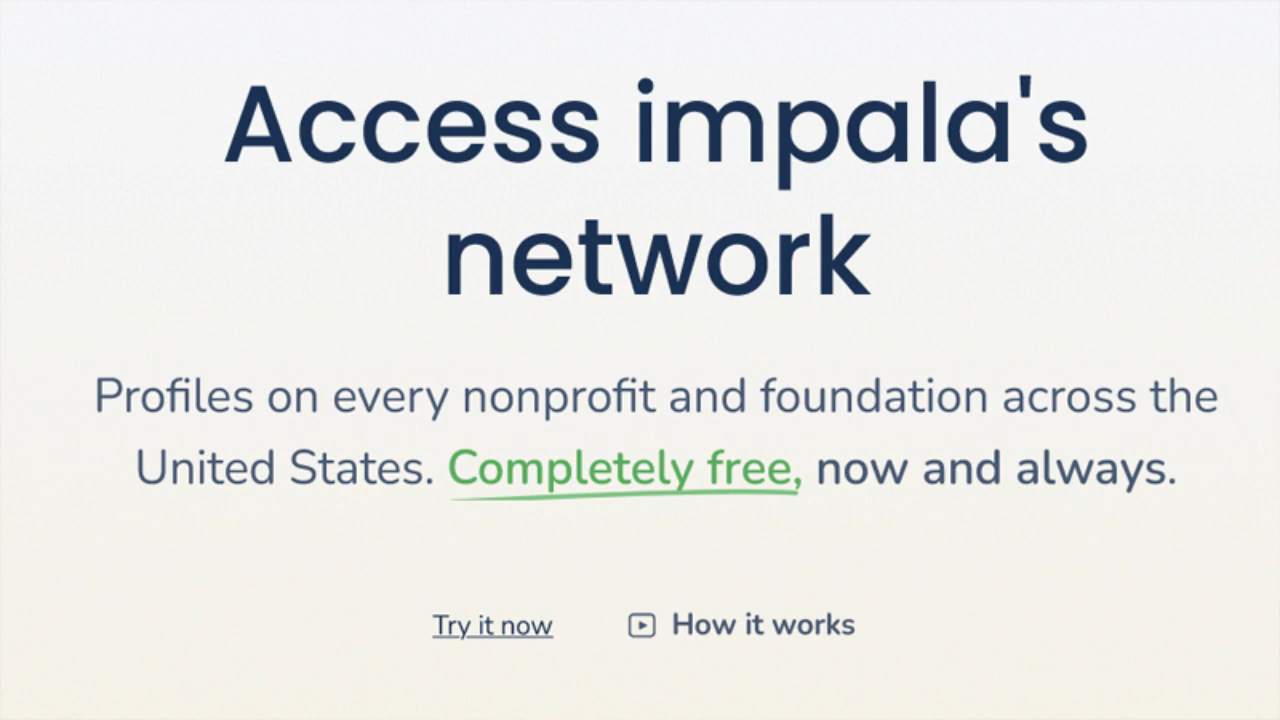 Access impala's
network
Profiles on every nonprofit and foundation across the
United States. Completely free, now and always.
Try it now
How it works